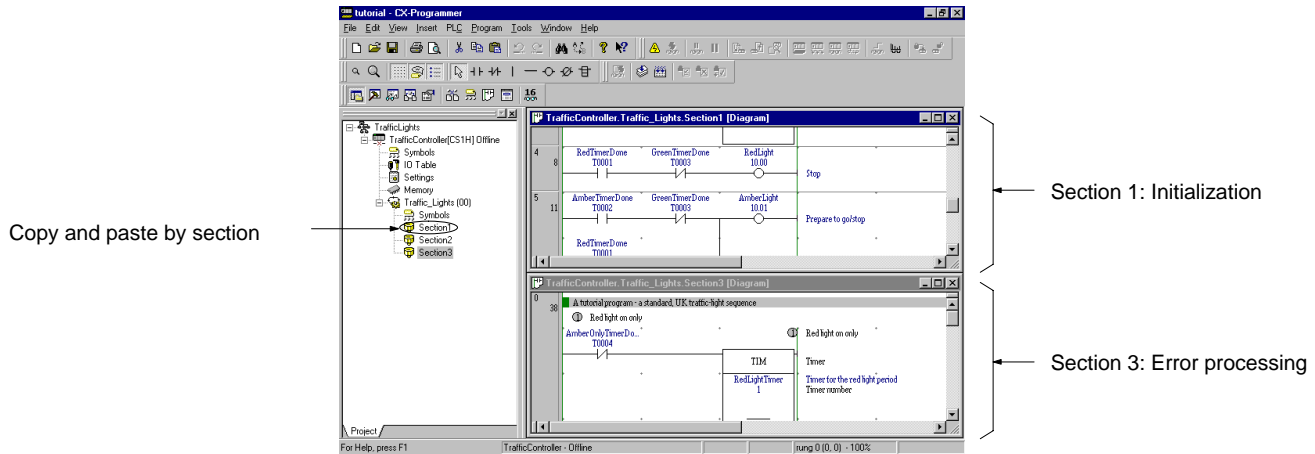 tutorial - CX-Programmer
File Edit View Insert PLC Program Tools Window Help
16
TrafficLights
TrafficController[CS1H] Offline
Symbols
IO Table
Settings
Memory
Traffic_Lights (00)
Symbols
Section1
Section2
Section3
Project
Copy and paste by section
TrafficController.Traffic_Lights.Section1 [Diagram]
4
8
RedTimerDone GreenTimerDone RedLight
T0001 T0003 10.00
Stop
5
11
AmberTimerDone GreenTimerDone AmberLight
T0002 T0003 10.01
Prepare to go/stop
RedTimerDone
T0001
Section 1: Initialization
TrafficController.Traffic_Lights.Section3 [Diagram]
0
38
A tutorial program - a standard, UK traffic-light sequence
1 Red light on only
AmberOnlyTimerDo...
T0004
1 Red light on only
TIM Timer
RedLightTimer Timer for the red light period
1 Timer number
Section 3: Error processing
For Help, press F1 TrafficController - Offline rung 0 (0, 0) - 100%